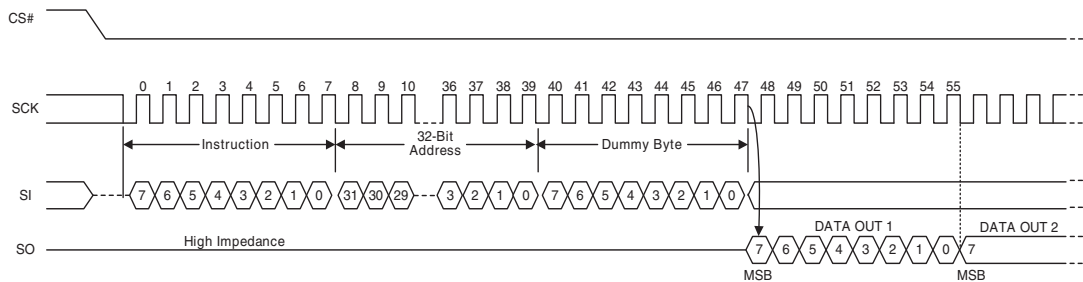 CS#
0 1 2 3 4 5 6 7 8 9 10 36 37 38 39 40 41 42 43 44 45 46 47 48 49 50 51 52 53 54 55
SCK
Instruction
32-Bit
Address
Dummy Byte
SI
7 6 5 4 3 2 1 0 31 30 29 3 2 1 0 7 6 5 4 3 2 1 0
DATA OUT 1 DATA OUT 2
SO
High Impedance
7 6 5 4 3 2 1 0 7
MSB MSB